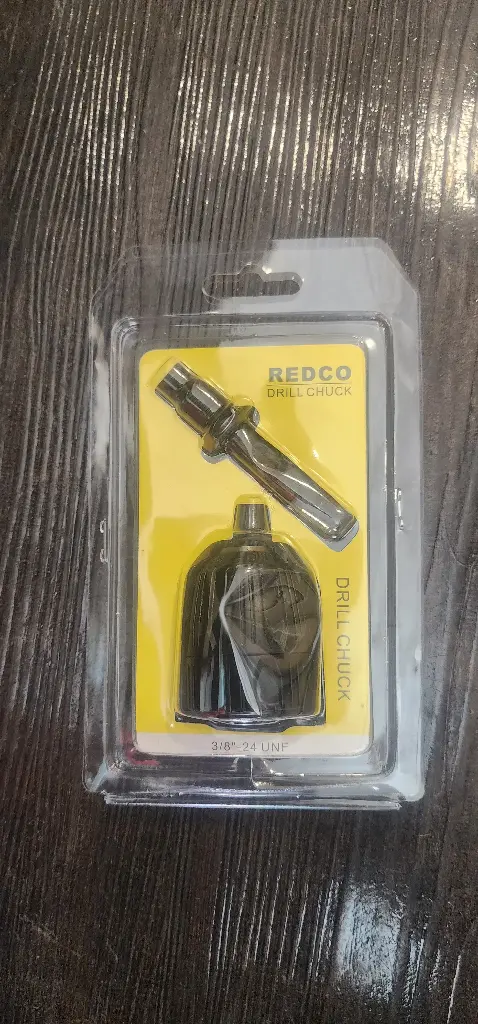 REDCO
DRILL CHUCK
DRILL CHUCK
3/8"-24 UNF